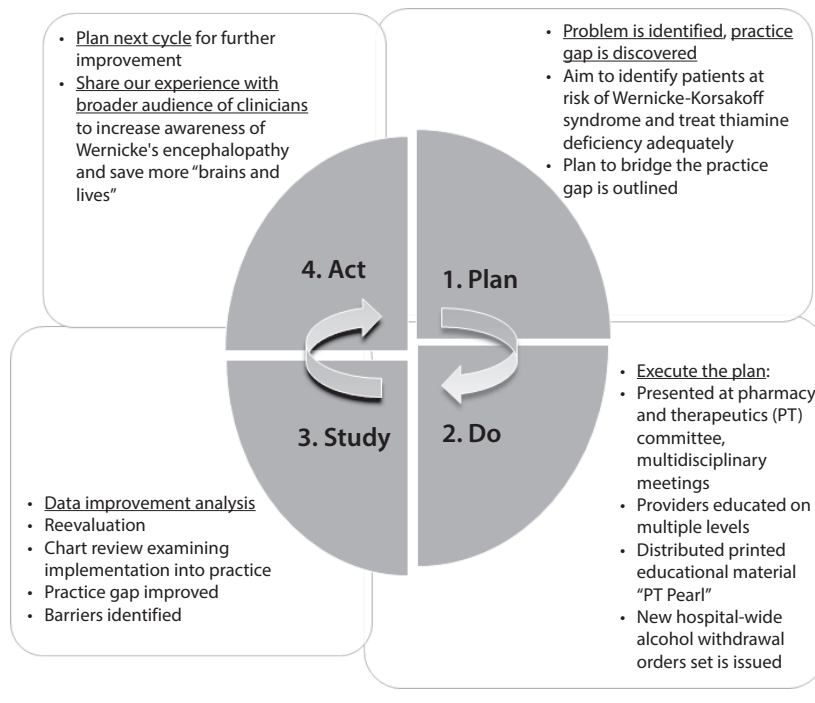 • Plan next cycle for further
improvement
• Share our experience with
broader audience of clinicians
to increase awareness of
Wernicke's encephalopathy
and save more “brains and
lives”
• Problem is identified, practice
gap is discovered
• Aim to identify patients at
risk of Wernicke-Korsakoff
syndrome and treat thiamine
deficiency adequately
• Plan to bridge the practice
gap is outlined
4. Act
1. Plan
3. Study
2. Do
• Data improvement analysis
• Reevaluation
• Chart review examining
implementation into practice
• Practice gap improved
• Barriers identified
• Execute the plan:
• Presented at pharmacy
and therapeutics (PT)
committee,
multidisciplinary
meetings
• Providers educated on
multiple levels
• Distributed printed
educational material
“PT Pearl”
• New hospital-wide
alcohol withdrawal
orders set is issued